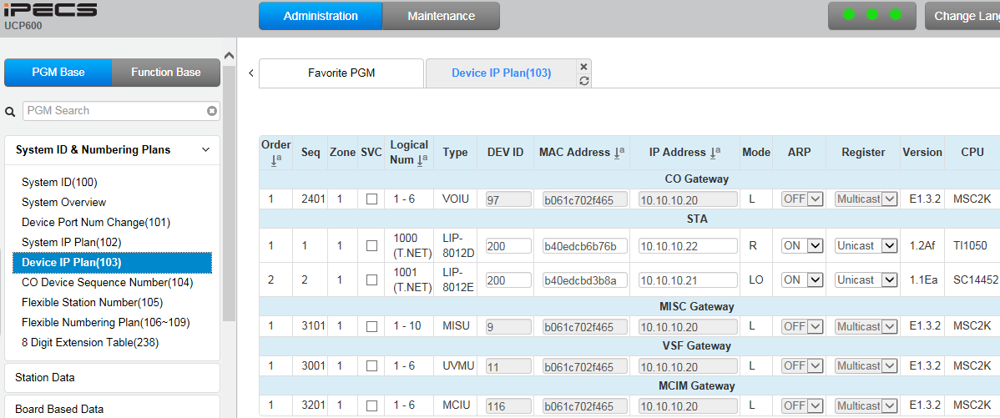 iPECS
UCP600
Administration
Maintenance
Change Lan
PGM Base
Function Base
PGM Search
System ID & Numbering Plans
System ID(100)
System Overview
Device Port Num Change(101)
System IP Plan(102)
Device IP Plan(103)
CO Device Sequence Number(104)
Flexible Station Number(105)
Flexible Numbering Plan(106~109)
8 Digit Extension Table(238)
Station Data
Board Based Data
Favorite PGM
Device IP Plan(103)
Order Seq Zone SVC Logical Num Type DEV ID MAC Address IP Address Mode ARP Register Version CPU
CO Gateway
1 2401 1 1 - 6 VOIU 97 b061c702f465 10.10.10.20 L OFF Multicast E1.3.2 MSC2K
STA
1 1 1 1000 (T.NET) LIP-8012D 200 b40edcb6b76b 10.10.10.22 R ON Unicast 1.2Af TI1050
2 2 1 1001 (T.NET) LIP-8012E 200 b40edcbd3b8a 10.10.10.21 LO ON Unicast 1.1Ea SC14452
MISC Gateway
1 3101 1 1 - 10 MISU 9 b061c702f465 10.10.10.20 L OFF Multicast E1.3.2 MSC2K
VSF Gateway
1 3001 1 1 - 6 UVMU 11 b061c702f465 10.10.10.20 L OFF Multicast E1.3.2 MSC2K
MCIM Gateway
1 3201 1 1 - 6 MCIU 116 b061c702f465 10.10.10.20 L OFF Multicast E1.3.2 MSC2K